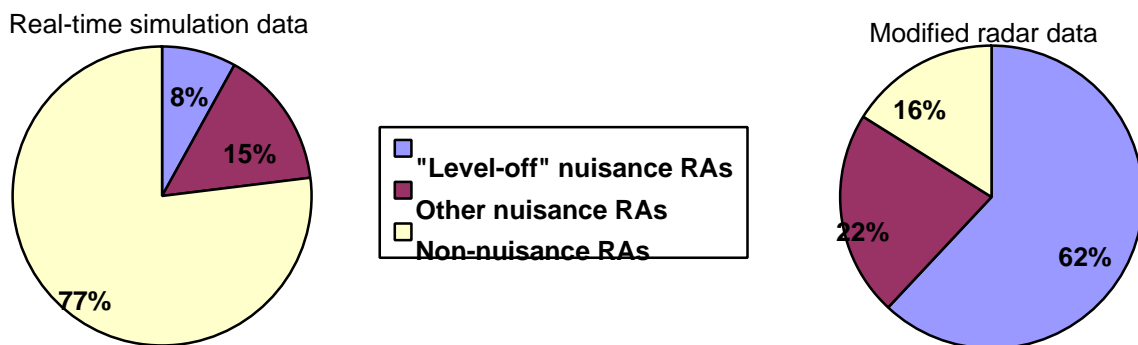 Real-time simulation data
8%
15%
77%
"Level-off" nuisance RAs
Other nuisance RAs
Non-nuisance RAs
Modified radar data
16%
22%
62%